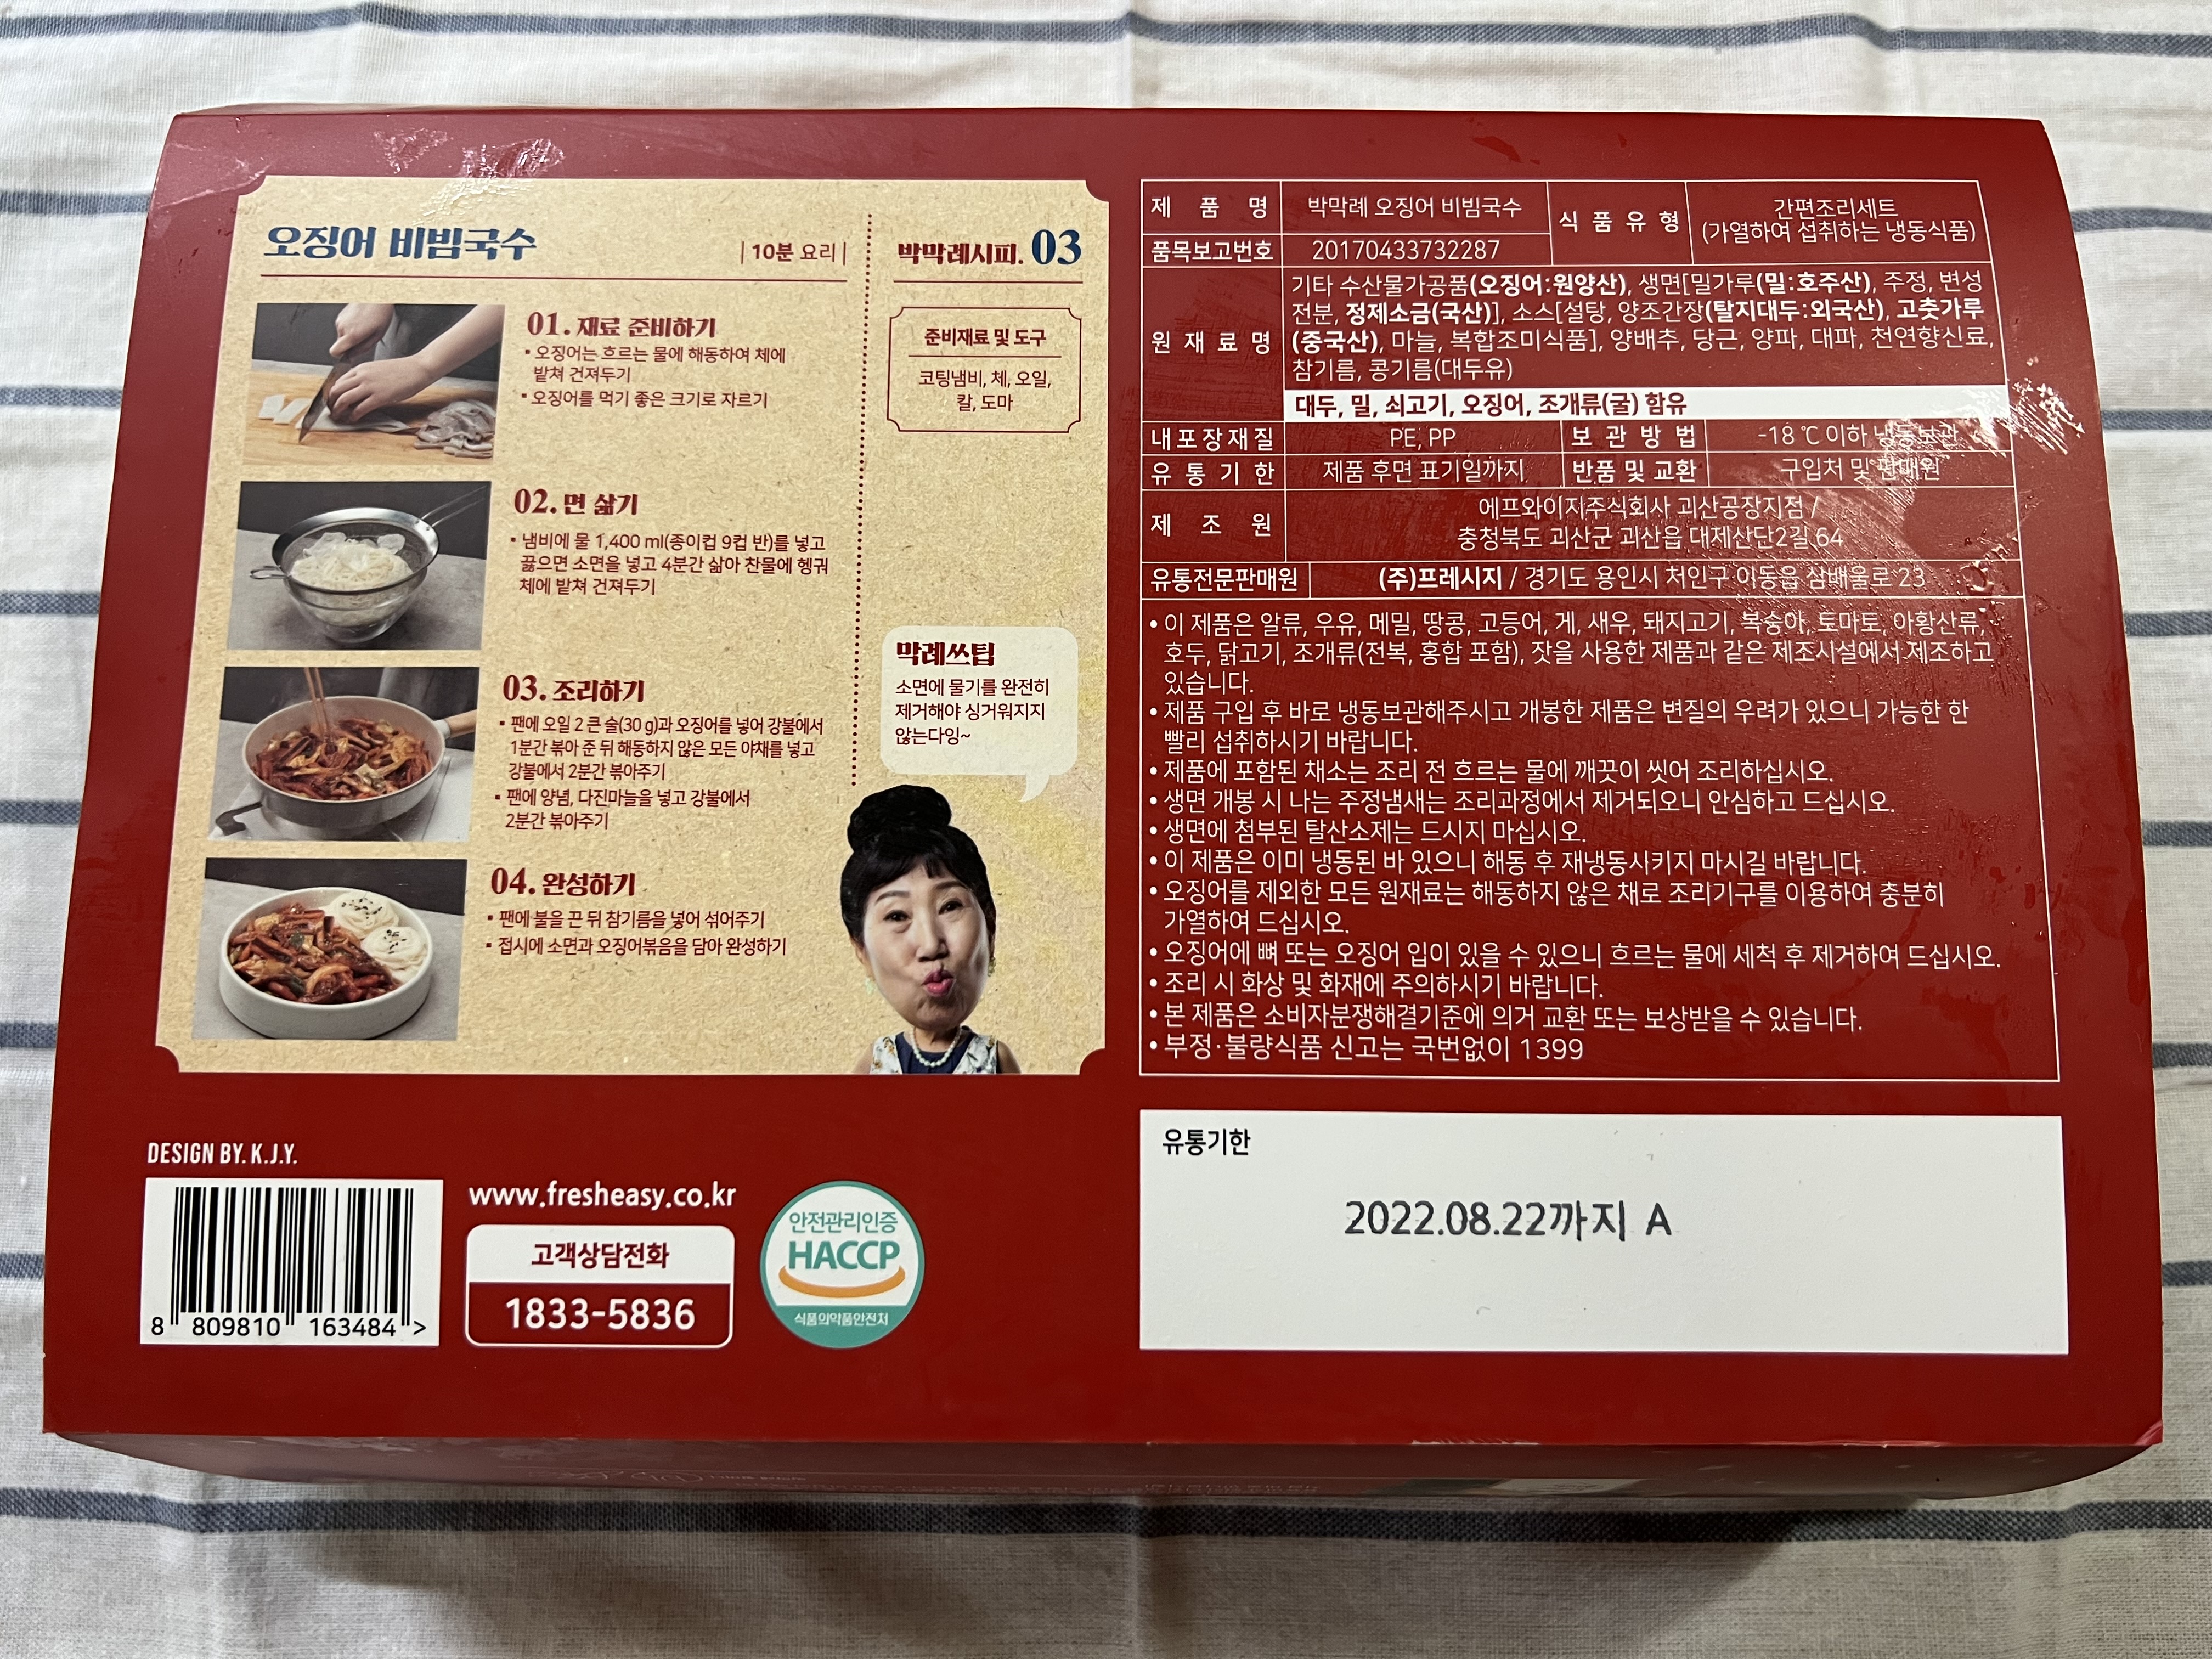 오징어 비빔국수
| 10분 요리 |
01. 재료 준비하기
▪ 오징어는 흐르는 물에 해동하여 체에
밭쳐 건져두기
▪ 오징어를 먹기 좋은 크기로 자르기
02. 면 삶기
▪ 냄비에 물 1,400 ml(종이컵 9컵 반)를 넣고
끓으면 소면을 넣고 4분간 삶아 찬물에 헹궈
체에 밭쳐 건져두기
03. 조리하기
▪ 팬에 오일 2 큰 술(30 g)과 오징어를 넣어 강불에서
1분간 볶아 준 뒤 해동하지 않은 모든 야채를 넣고
강불에서 2분간 볶아주기
▪ 팬에 양념, 다진마늘을 넣고 강불에서
2분간 볶아주기
04. 완성하기
▪ 팬에 불을 끈 뒤 참기름을 넣어 섞어주기
▪ 접시에 소면과 오징어볶음을 담아 완성하기
박막례시피. 03
준비재료 및 도구
코팅냄비, 체, 오일,
칼, 도마
막례쓰팁
소면에 물기를 완전히
제거해야 싱거워지지
않는다잉~
제 품 명 박막례 오징어 비빔국수
식 품 유 형 간편조리세트
(가열하여 섭취하는 냉동식품)
품목보고번호 20170433732287
원 재 료 명
기타 수산물가공품(오징어:원양산), 생면[밀가루(밀:호주산), 주정, 변성
전분, 정제소금(국산)], 소스[설탕, 양조간장(탈지대두:외국산), 고춧가루
(중국산), 마늘, 복합조미식품], 양배추, 당근, 양파, 대파, 천연향신료,
참기름, 콩기름(대두유)
대두, 밀, 쇠고기, 오징어, 조개류(굴) 함유
내포장재질 PE, PP 보 관 방 법 -18 ℃ 이하 냉동보관
유 통 기 한 제품 후면 표기일까지 반품 및 교환 구입처 및 판매원
제 조 원
에프와이지주식회사 괴산공장지점 /
충청북도 괴산군 괴산읍 대제산단2길 64
유통전문판매원 (주)프레시지 / 경기도 용인시 처인구 이동읍 삼배울로 23
• 이 제품은 알류, 우유, 메밀, 땅콩, 고등어, 게, 새우, 돼지고기, 복숭아, 토마토, 아황산류,
호두, 닭고기, 조개류(전복, 홍합 포함), 잣을 사용한 제품과 같은 제조시설에서 제조하고
있습니다.
• 제품 구입 후 바로 냉동보관해주시고 개봉한 제품은 변질의 우려가 있으니 가능한 한
빨리 섭취하시기 바랍니다.
• 제품에 포함된 채소는 조리 전 흐르는 물에 깨끗이 씻어 조리하십시오.
• 생면 개봉 시 나는 주정냄새는 조리과정에서 제거되오니 안심하고 드십시오.
• 생면에 첨부된 탈산소제는 드시지 마십시오.
• 이 제품은 이미 냉동된 바 있으니 해동 후 재냉동시키지 마시길 바랍니다.
• 오징어를 제외한 모든 원재료는 해동하지 않은 채로 조리기구를 이용하여 충분히
가열하여 드십시오.
• 오징어에 뼈 또는 오징어 입이 있을 수 있으니 흐르는 물에 세척 후 제거하여 드십시오.
• 조리 시 화상 및 화재에 주의하시기 바랍니다.
• 본 제품은 소비자분쟁해결기준에 의거 교환 또는 보상받을 수 있습니다.
• 부정·불량식품 신고는 국번없이 1399
DESIGN BY. K.J.Y.
8 809810 163484 >
www.fresheasy.co.kr
고객상담전화
1833-5836
안전관리인증
HACCP
식품의약품안전처
유통기한
2022.08.22까지 A